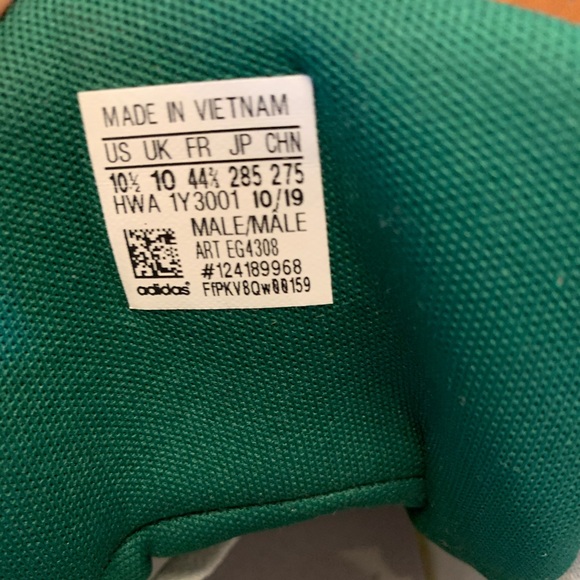 MADE IN VIETNAM
US UK FR JP CHN
10½ 10 44⅔ 285 275
HWA 1Y3001 10/19
MALE/MÂLE
ART EG4308
#124189968
adidas® FfPKV8Qw00159